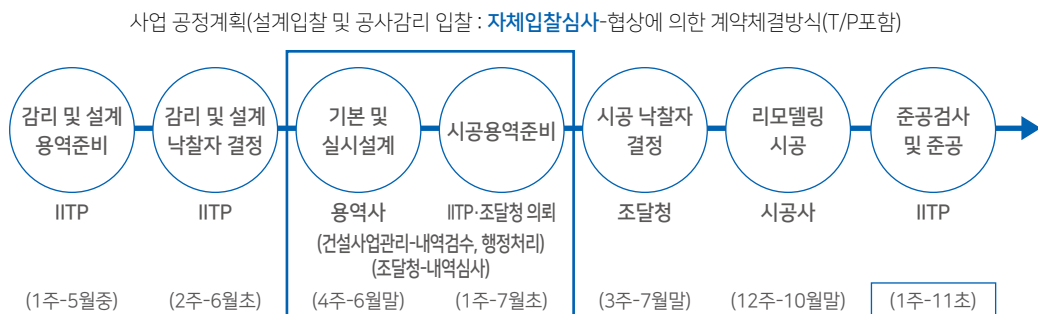 사업 공정계획(설계입찰 및 공사감리 입찰 : 자체입찰심사-협상에 의한 계약체결방식(T/P포함)
감리 및 설계
용역준비
감리 및 설계
낙찰자 결정
기본 및
실시설계
시공용역준비
시공 낙찰자
결정
리모델링
시공
준공검사
및 준공
IITP
IITP
용역사
IITP·조달청 의뢰
조달청
시공사
IITP
(건설사업관리-내역검수, 행정처리)
(조달청-내역심사)
(1주-5월중)
(2주-6월초)
(4주-6월말)
(1주-7월초)
(3주-7월말)
(12주-10월말)
(1주-11초)